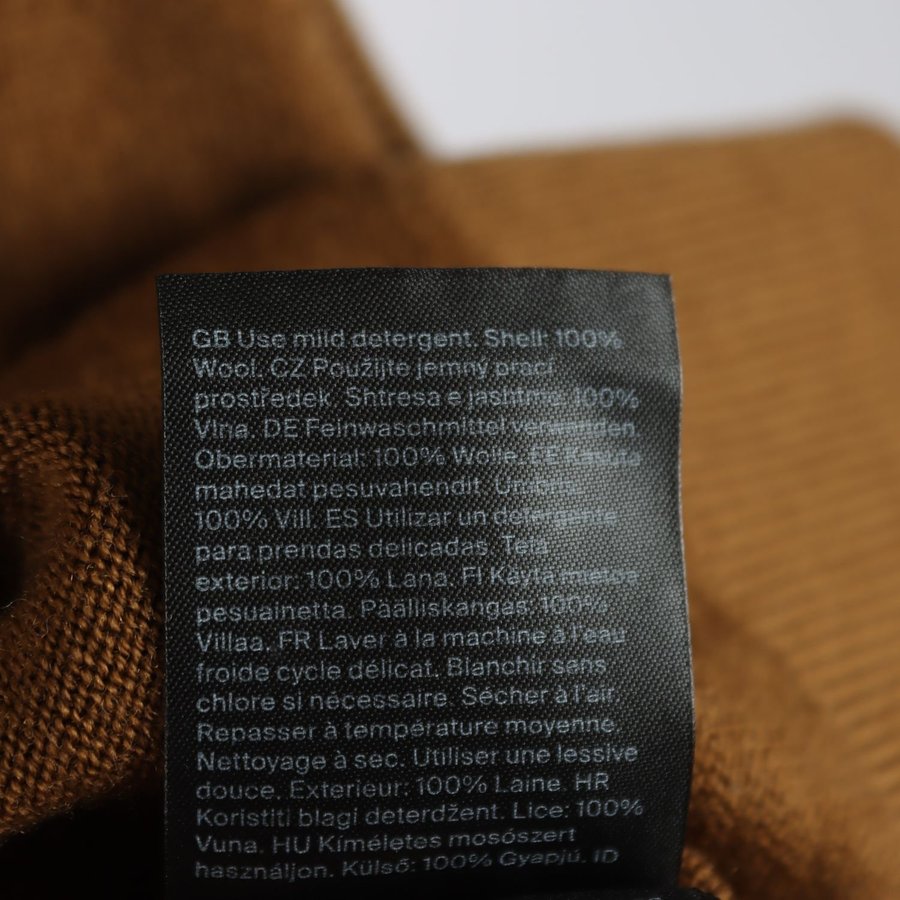 GB Use mild detergent. Shell: 100%
Wool. CZ Použijte jemný prací
prostředek. Shtresa e jashtme 100%
Vlna. DE Feinwaschmittel verwenden.
Obermaterial: 100% Wolle. EE
mahedat pesuvahendit.
100% Vill. ES Utilizar un detergente
para prendas delicadas. Tela
exterior: 100% Lana. FI Käytä mietoa
pesuainetta. Päälliskangas: 100%
Villaa. FR Laver à la machine à l'eau
froide cycle délicat. Blanchir sans
chlore si nécessaire. Sécher à l'air.
Repasser à température moyenne.
Nettoyage à sec. Utiliser une lessive
douce. Exterieur: 100% Laine. HR
Koristiti blagi deterdžent. Lice: 100%
Vuna. HU Kíméletes mosószert
használjon. Külső: 100% Gyapjú. ID